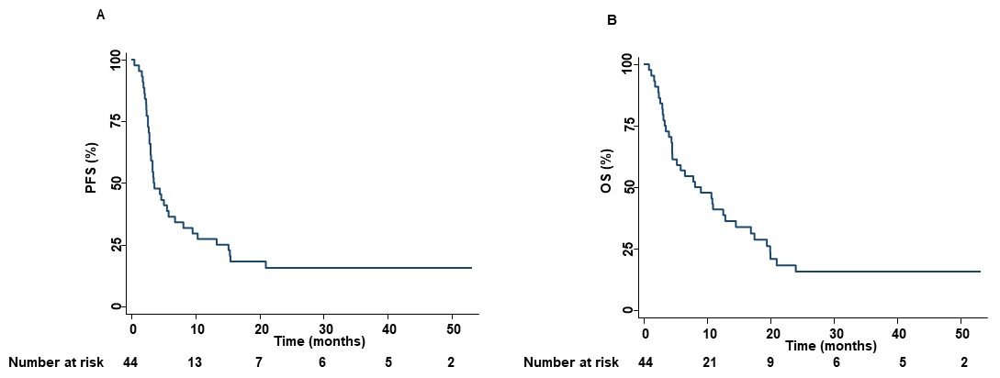 A
PFS (%)
100
75
50
25
0
0 10 20 30 40 50
Time (months)
Number at risk 44 13 7 6 5 2
B
OS (%)
100
75
50
25
0
0 10 20 30 40 50
Time (months)
Number at risk 44 21 9 6 5 2